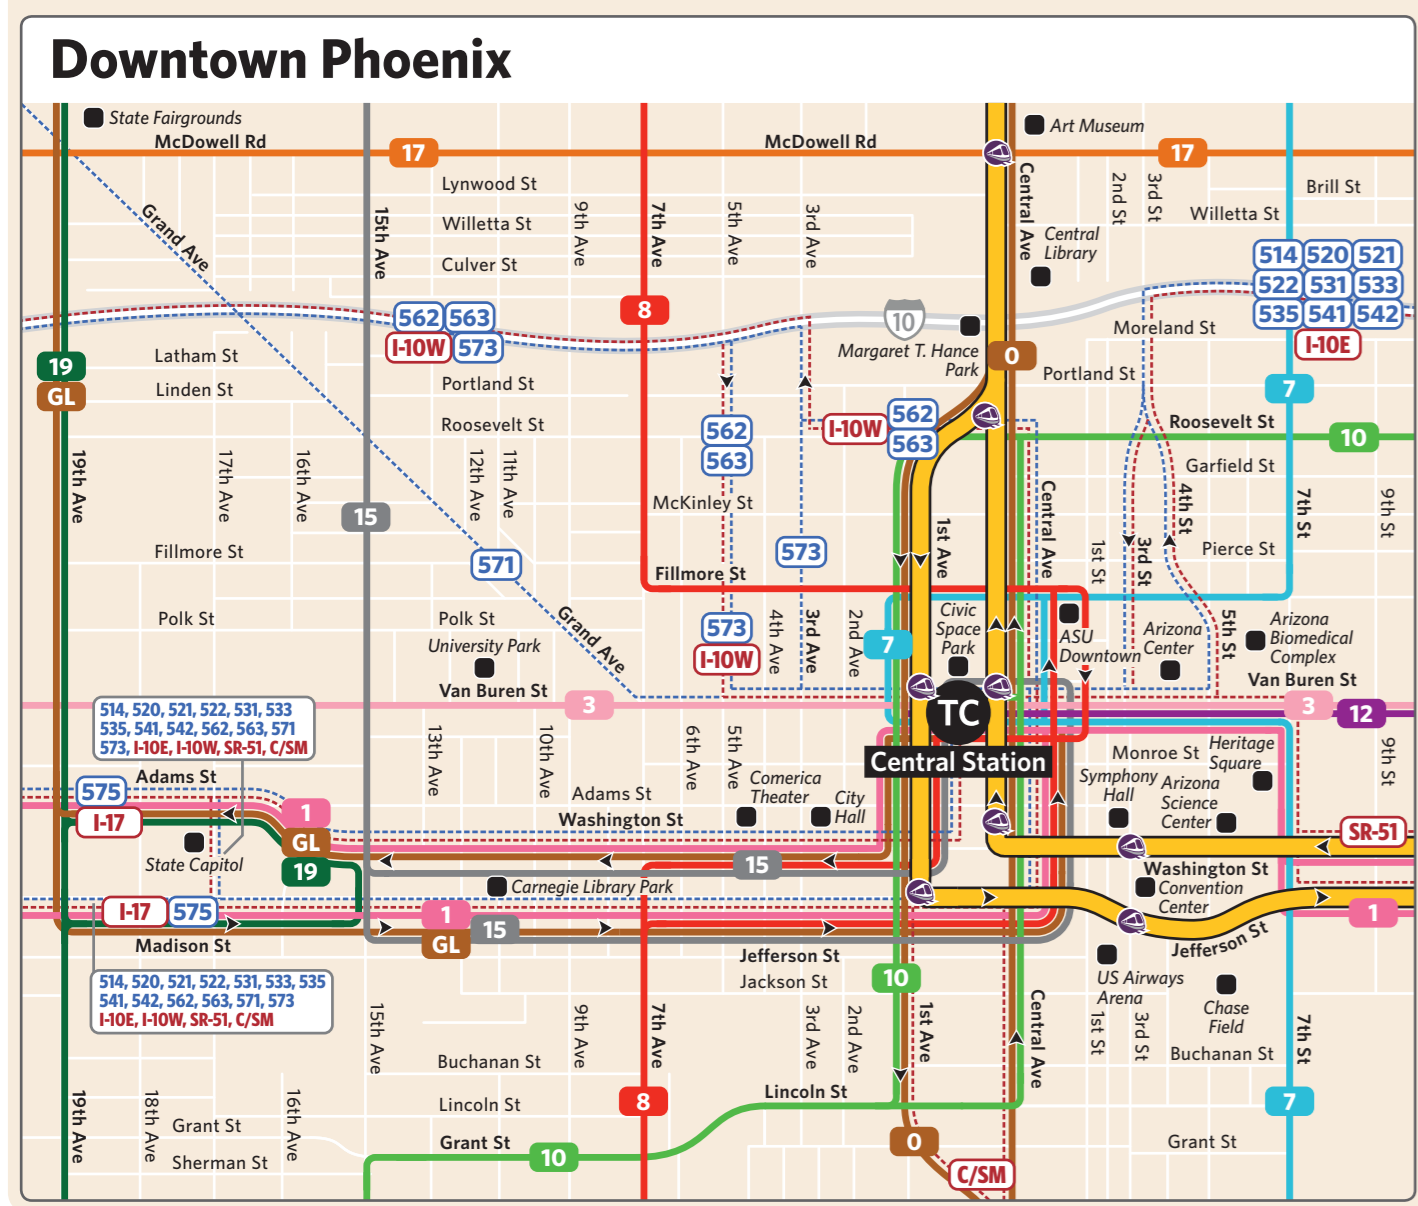 Downtown Phoenix
State Fairgrounds
McDowell Rd
17
McDowell Rd
Art Museum
17
Lynwood St
Willetta St
Culver St
Grand Ave
15th Ave
9th Ave
7th Ave
5th Ave
3rd Ave
Central Ave
2nd St
3rd St
Brill St
Willetta St
Central
Library
514 520 521
522 531 533
535 541 542
I-10E
562 563
I-10W 573
8
10
Moreland St
Margaret T. Hance
Park
0
Portland St
7
19
GL
Latham St
Linden St
Portland St
Roosevelt St
562
563
I-10W
562
563
Roosevelt St
10
Garfield St
19th Ave
17th Ave
16th Ave
12th Ave
11th Ave
15
McKinley St
1st Ave
Central Ave
4th St
7th St
9th Ave
Fillmore St
571
573
Fillmore St
1st St
3rd St
Pierce St
Polk St
Polk St
University Park
Grand Ave
573
I-10W
4th Ave
3rd Ave
2nd Ave
7
Civic
Space
Park
ASU
Downtown
Arizona
Center
5th St
Arizona
Biomedical
Complex
Van Buren St
3
TC
Central Station
Van Buren St
3
12
514, 520, 521, 522, 531, 533
535, 541, 542, 562, 563, 571
573, I-10E, I-10W, SR-51, C/SM
13th Ave
10th Ave
6th Ave
5th Ave
Monroe St
Heritage
Square
9th St
Adams St
575
I-17
1
GL
19
State Capitol
Adams St
Washington St
Comerica
Theater
City
Hall
Symphony
Hall
Arizona
Science
Center
SR-51
15
Washington St
Carnegie Library Park
Convention
Center
I-17 575
1
GL
15
1
Madison St
Jefferson St
Jefferson St
Jackson St
10
US Airways
Arena
Chase
Field
514, 520, 521, 522, 531, 533, 535
541, 542, 562, 563, 571, 573
I-10E, I-10W, SR-51, C/SM
15th Ave
9th Ave
7th Ave
3rd Ave
2nd Ave
1st Ave
Central Ave
1st St
3rd St
7th St
Buchanan St
Buchanan St
19th Ave
18th Ave
16th Ave
Lincoln St
Lincoln St
8
7
Grant St
Grant St
Grant St
Sherman St
10
0
C/SM